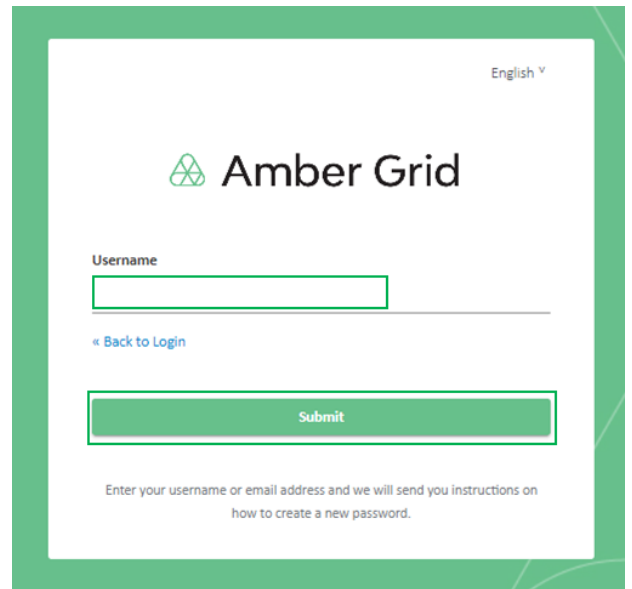 English ˅
Amber Grid
Username
« Back to Login
Submit
Enter your username or email address and we will send you instructions on
how to create a new password.